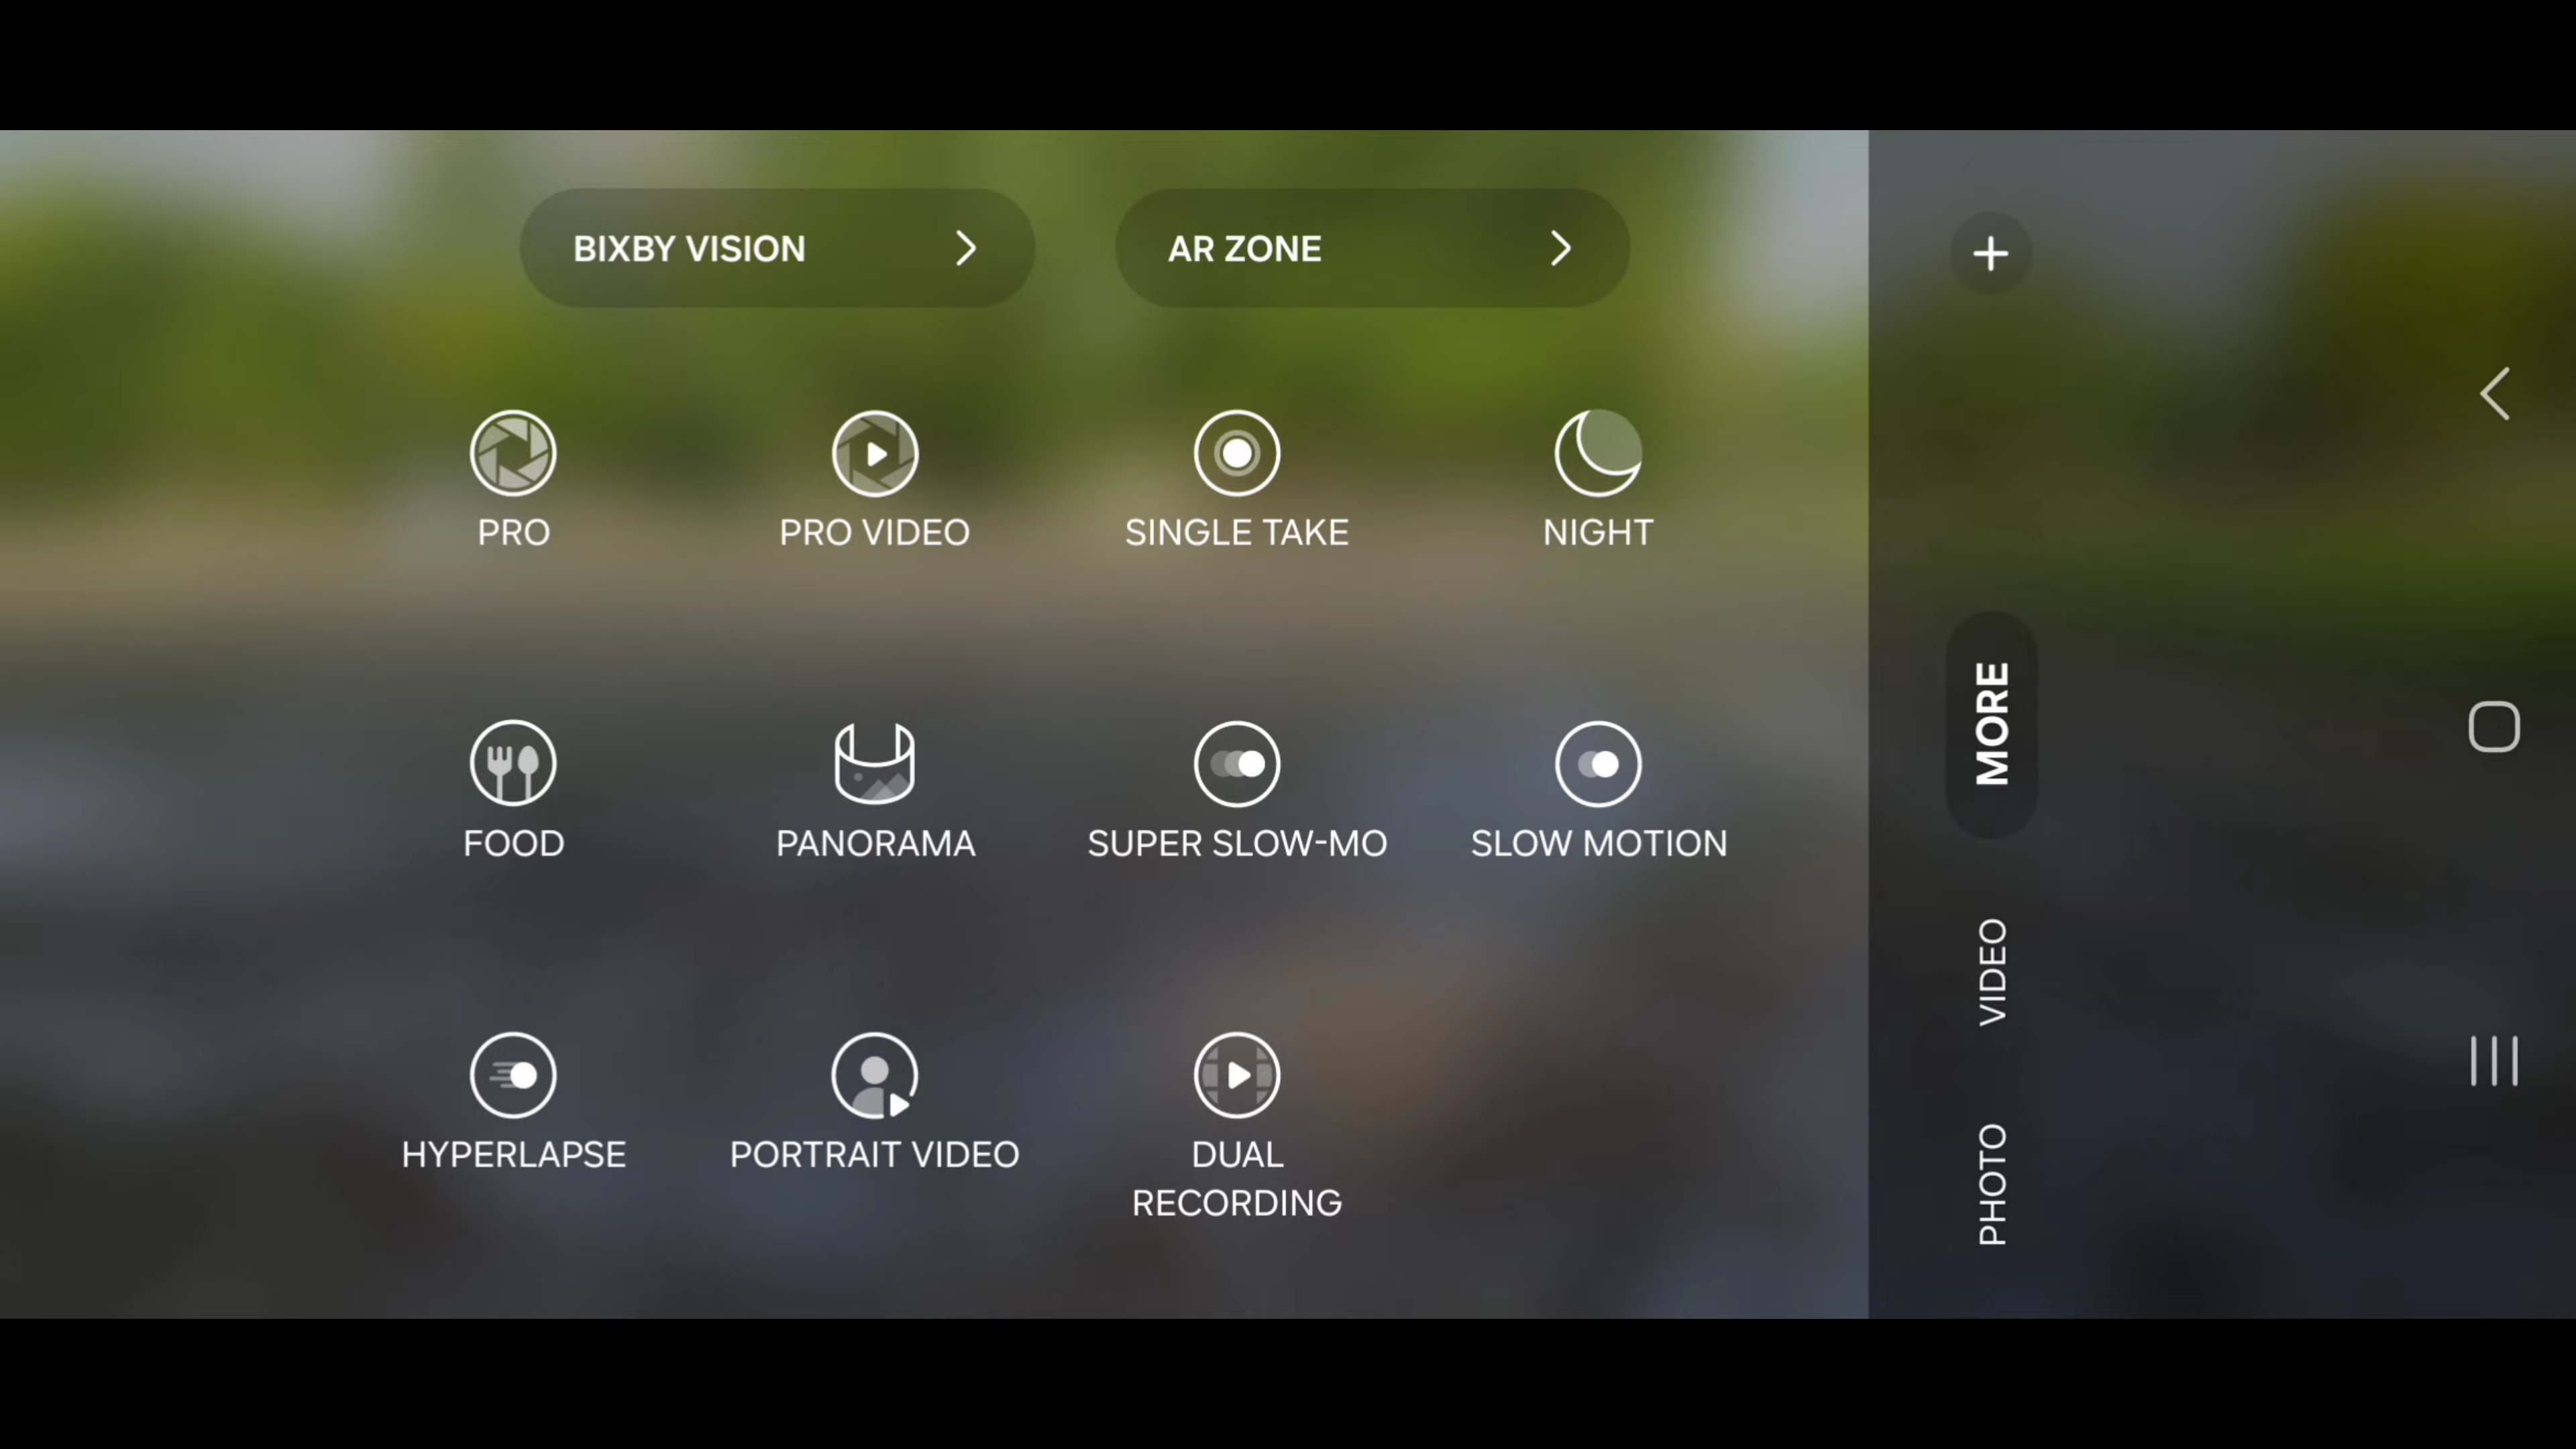 BIXBY VISION
AR ZONE
PRO
PRO VIDEO
SINGLE TAKE
NIGHT
FOOD
PANORAMA
SUPER SLOW-MO
SLOW MOTION
HYPERLAPSE
PORTRAIT VIDEO
DUAL
RECORDING
MORE
VIDEO
PHOTO